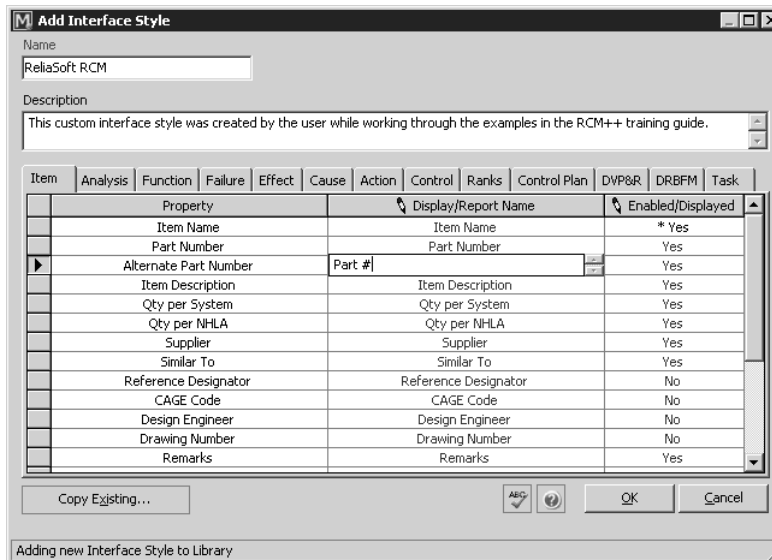 Add Interface Style
Name
ReliaSoft RCM
Description
This custom interface style was created by the user while working through the examples in the RCM++ training guide.
Item Analysis Function Failure Effect Cause Action Control Ranks Control Plan DVP&R DRBFM Task
Property Display/Report Name Enabled/Displayed
Item Name Item Name * Yes
Part Number Part Number Yes
Alternate Part Number Part # Yes
Item Description Item Description Yes
Qty per System Qty per System Yes
Qty per NHLA Qty per NHLA Yes
Supplier Supplier Yes
Similar To Similar To Yes
Reference Designator Reference Designator No
CAGE Code CAGE Code No
Design Engineer Design Engineer No
Drawing Number Drawing Number No
Remarks Remarks Yes
Copy Existing... ABC ? OK Cancel
Adding new Interface Style to Library